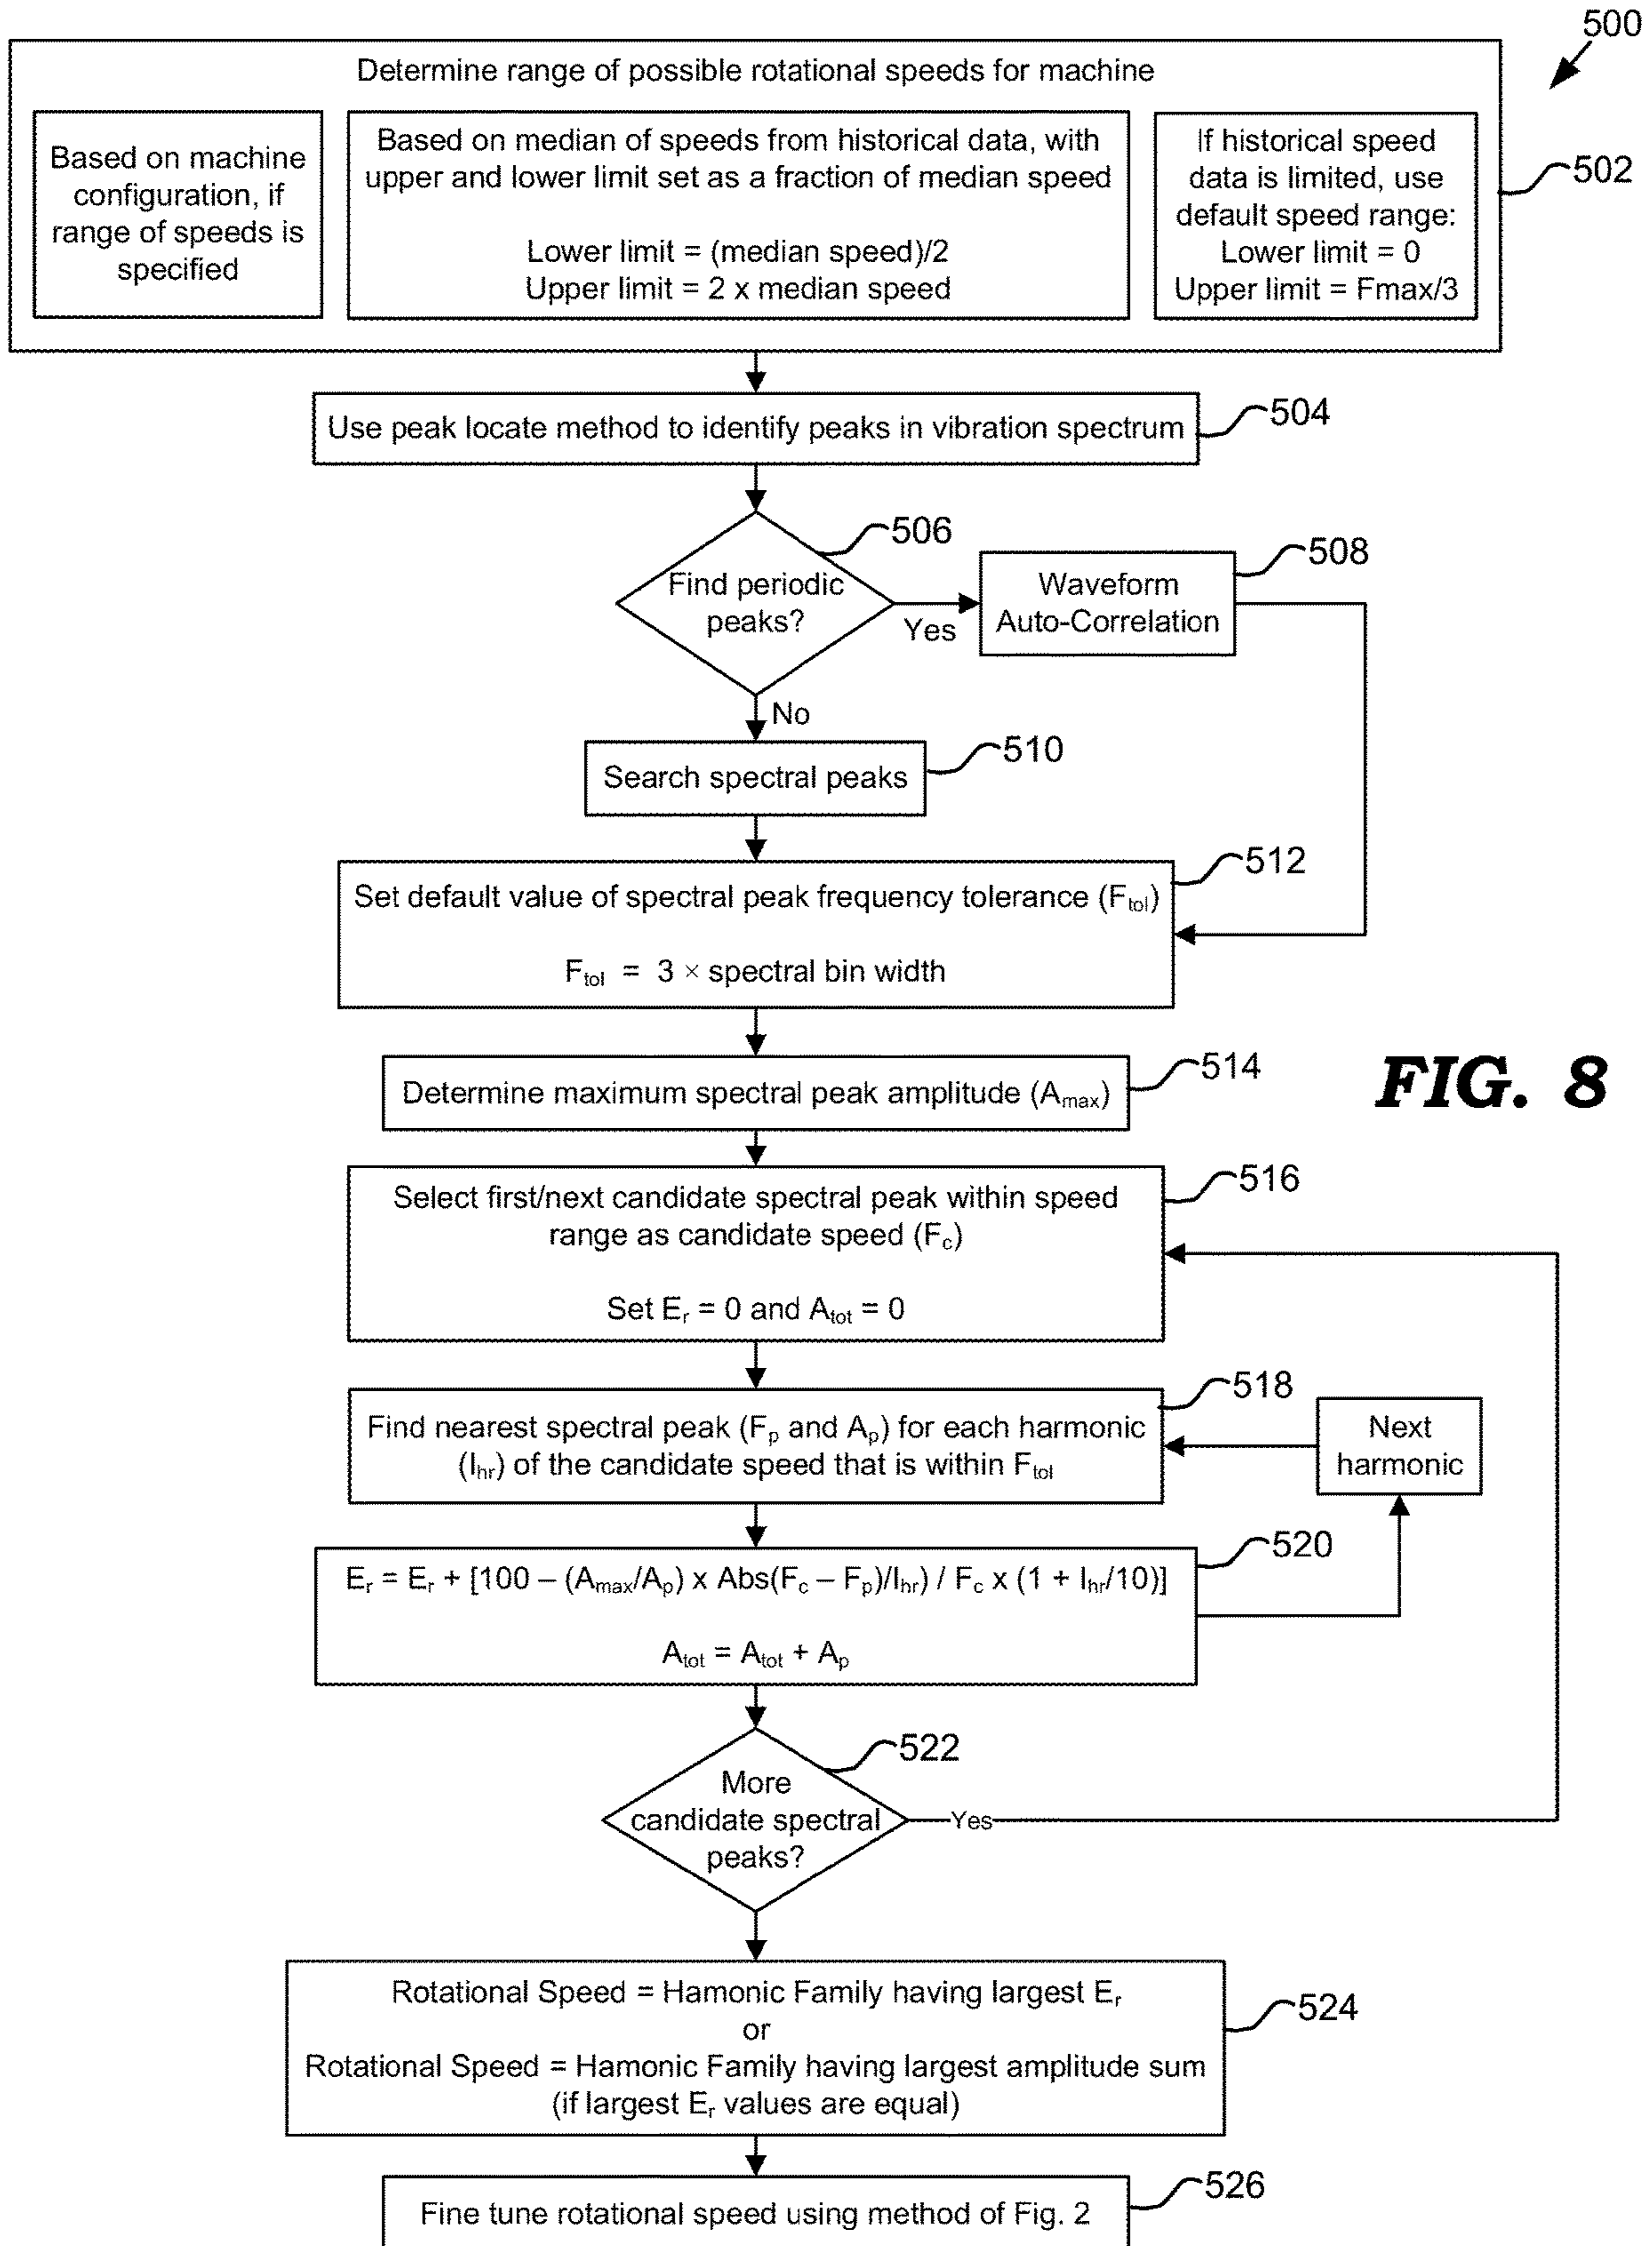 500
Determine range of possible rotational speeds for machine
Based on machine
configuration, if
range of speeds is
specified
Based on median of speeds from historical data, with
upper and lower limit set as a fraction of median speed
Lower limit = (median speed)/2
Upper limit = 2 x median speed
If historical speed
data is limited, use
default speed range:
Lower limit = 0
Upper limit = Fmax/3
502
Use peak locate method to identify peaks in vibration spectrum
504
Find periodic
peaks?
506
Yes
Waveform
Auto-Correlation
508
No
Search spectral peaks
510
Set default value of spectral peak frequency tolerance (Ftol)
Ftol = 3 × spectral bin width
512
Determine maximum spectral peak amplitude (Amax)
514
FIG. 8
Select first/next candidate spectral peak within speed
range as candidate speed (Fc)
Set Er = 0 and Atot = 0
516
Find nearest spectral peak (Fp and Ap) for each harmonic
(Ihr) of the candidate speed that is within Ftol
518
Next
harmonic
Er = Er + [100 – (Amax/Ap) x Abs(Fc – Fp)/Ihr) / Fc x (1 + Ihr/10)]
Atot = Atot + Ap
520
More
candidate spectral
peaks?
522
Yes
Rotational Speed = Hamonic Family having largest Er
or
Rotational Speed = Hamonic Family having largest amplitude sum
(if largest Er values are equal)
524
Fine tune rotational speed using method of Fig. 2
526